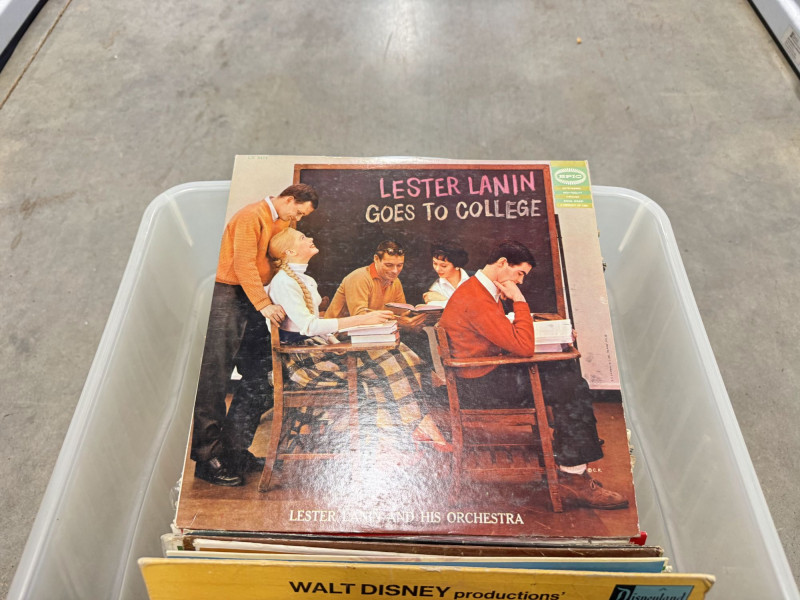 LESTER LANIN
GOES TO COLLEGE
EPIC
LESTER LANIN AND HIS ORCHESTRA
WALT DISNEY productions'
Disneyland